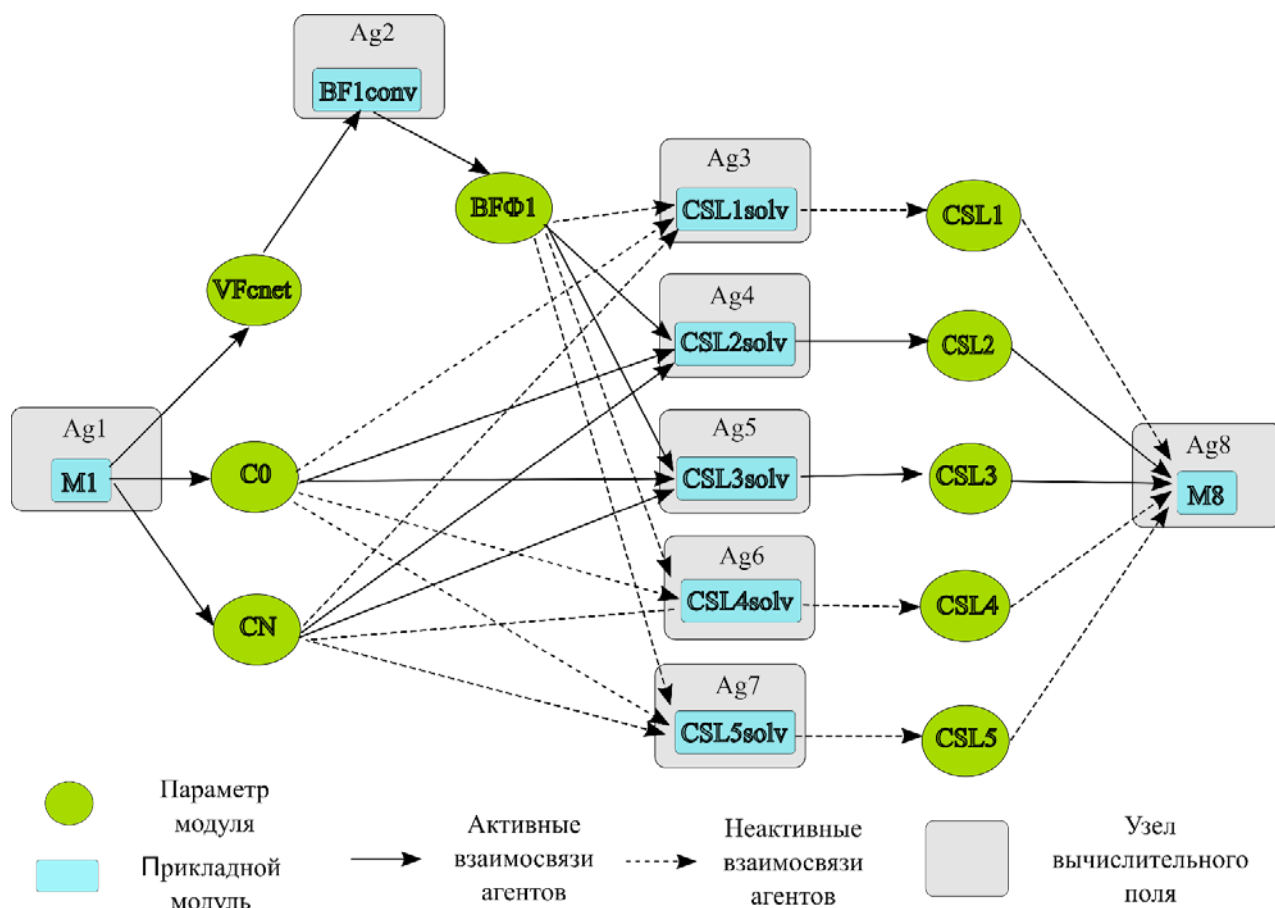 Ag2
BF1conv
Ag3
CSL1solv
BFФ1
CSL1
VFcnet
Ag4
CSL2solv
CSL2
Ag1
M1
C0
Ag5
CSL3solv
CSL3
Ag8
M8
CN
Ag6
CSL4solv
CSL4
Ag7
CSL5solv
CSL5
Параметр
модуля
Прикладной
модуль
Активные
взаимосвязи
агентов
Неактивные
взаимосвязи
агентов
Узел
вычислительного
поля